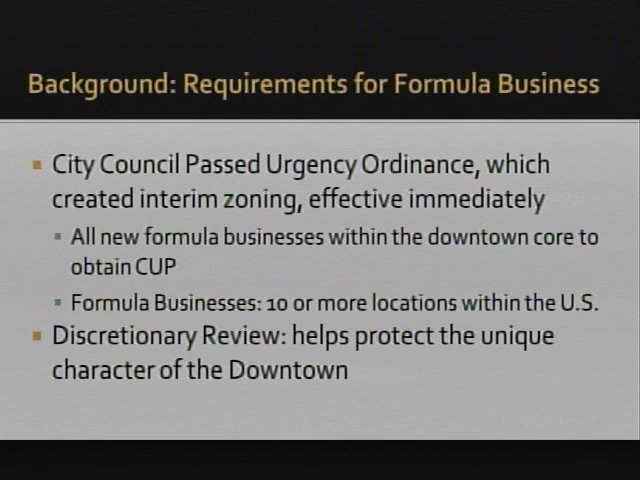 Background: Requirements for Formula Business
▪ City Council Passed Urgency Ordinance, which
created interim zoning, effective immediately
▪ All new formula businesses within the downtown core to
obtain CUP
▪ Formula Businesses: 10 or more locations within the U.S.
▪ Discretionary Review: helps protect the unique
character of the Downtown